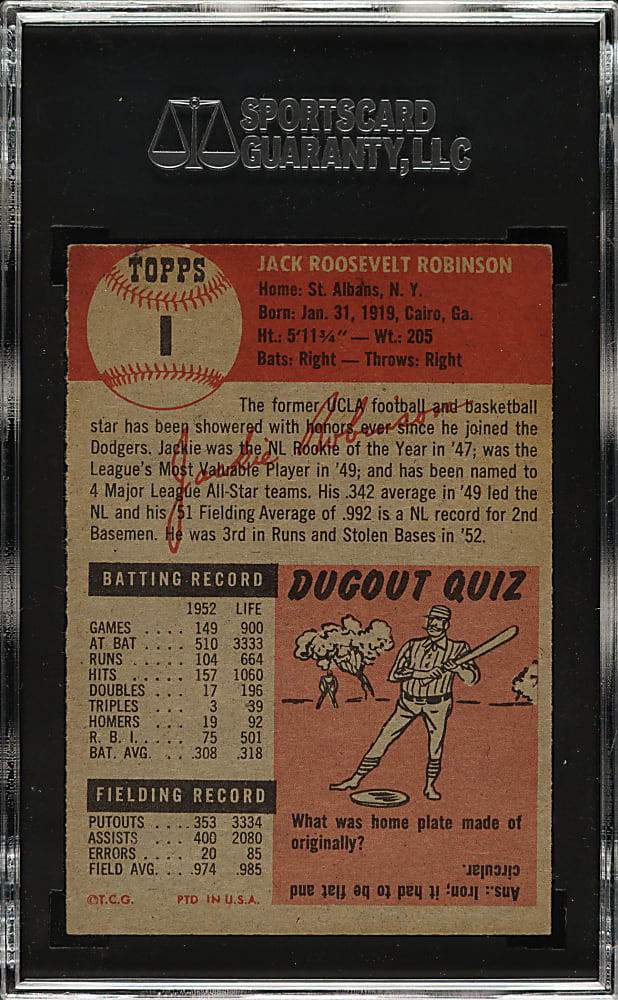 SPORTSCARD
GUARANTY, LLC
TOPPS
1
JACK ROOSEVELT ROBINSON
Home: St. Albans, N. Y.
Born: Jan. 31, 1919, Cairo, Ga.
Ht.: 5'11¾" — Wt.: 205
Bats: Right — Throws: Right
The former UCLA football and basketball
star has been showered with honors ever since he joined the
Dodgers. Jackie was the NL Rookie of the Year in '47; was the
League's Most Valuable Player in '49; and has been named to
4 Major League All-Star teams. His .342 average in '49 led the
NL and his '51 Fielding Average of .992 is a NL record for 2nd
Basemen. He was 3rd in Runs and Stolen Bases in '52.
Jackie Robinson
BATTING RECORD
1952 LIFE
GAMES .... 149 900
AT BAT .... 510 3333
RUNS ..... 104 664
HITS ..... 157 1060
DOUBLES ... 17 196
TRIPLES ... 3 39
HOMERS ... 19 92
R. B. I. .... 75 501
BAT. AVG. ... .308 .318
FIELDING RECORD
PUTOUTS .... 353 3334
ASSISTS .... 400 2080
ERRORS .... 20 85
FIELD AVG. ... .974 .985
©T.C.G. PTD IN U.S.A.
DUGOUT QUIZ
What was home plate made of
originally?
Ans.: Iron; it had to be flat and
circular.